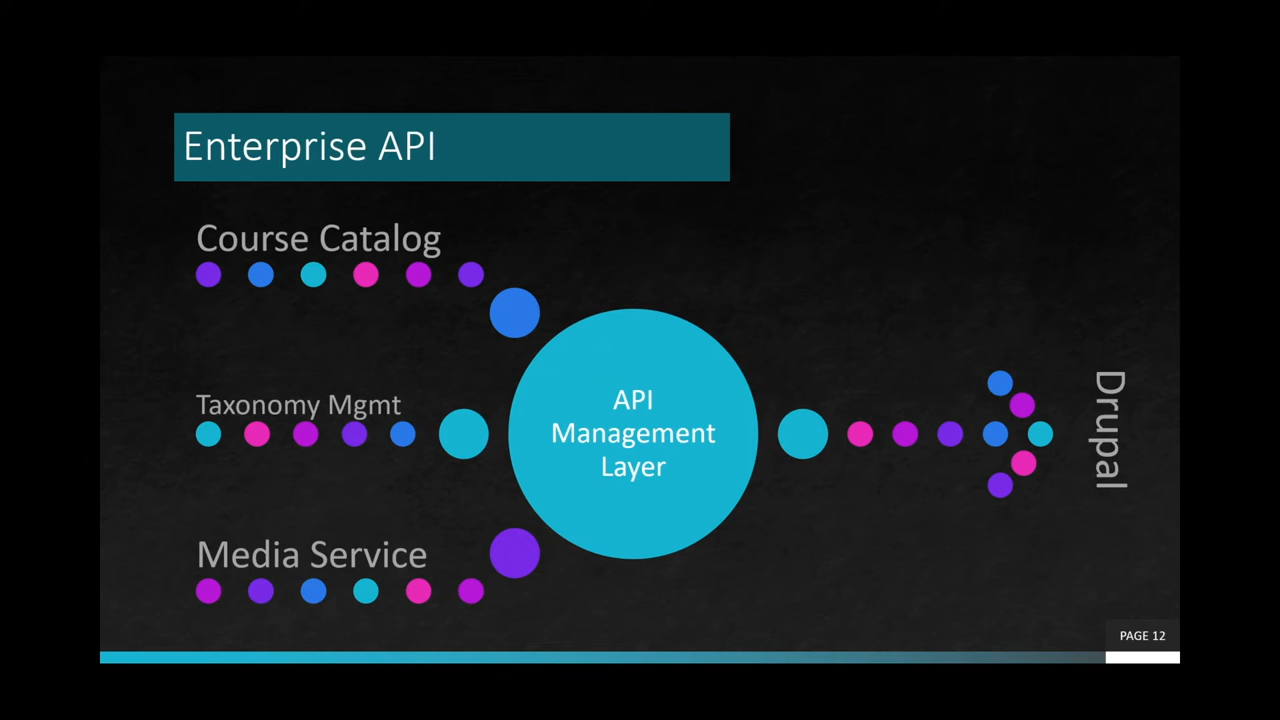 Enterprise API
Course Catalog
Taxonomy Mgmt
Media Service
API
Management
Layer
Drupal
PAGE 12